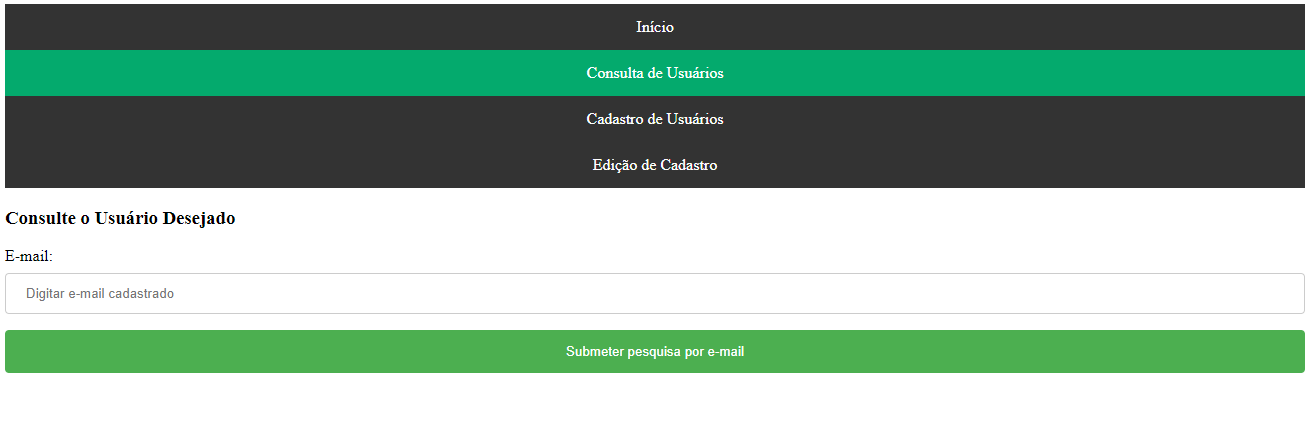 Início
Consulta de Usuários
Cadastro de Usuários
Edição de Cadastro
Consulte o Usuário Desejado
E-mail:
Digitar e-mail cadastrado
Submeter pesquisa por e-mail